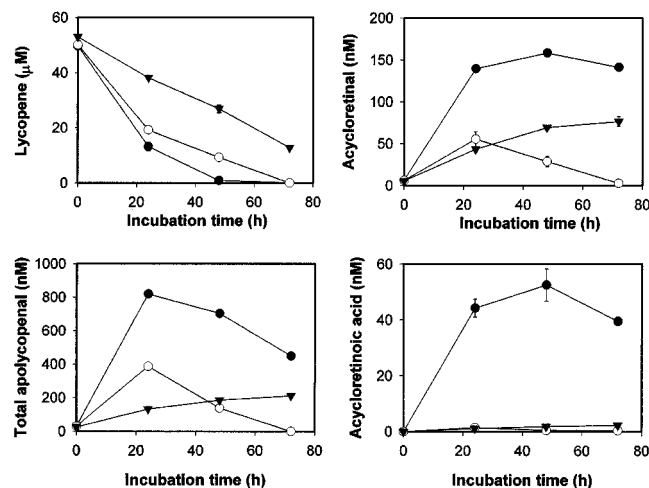 Lycopene (µM)
60
40
20
0
0 20 40 60 80
Incubation time (h)
Acycloretinal (nM)
200
150
100
50
0
0 20 40 60 80
Incubation time (h)
Total apolycopenal (nM)
1000
800
600
400
200
0
0 20 40 60 80
Incubation time (h)
Acycloretinoic acid (nM)
60
40
20
0
0 20 40 60 80
Incubation time (h)